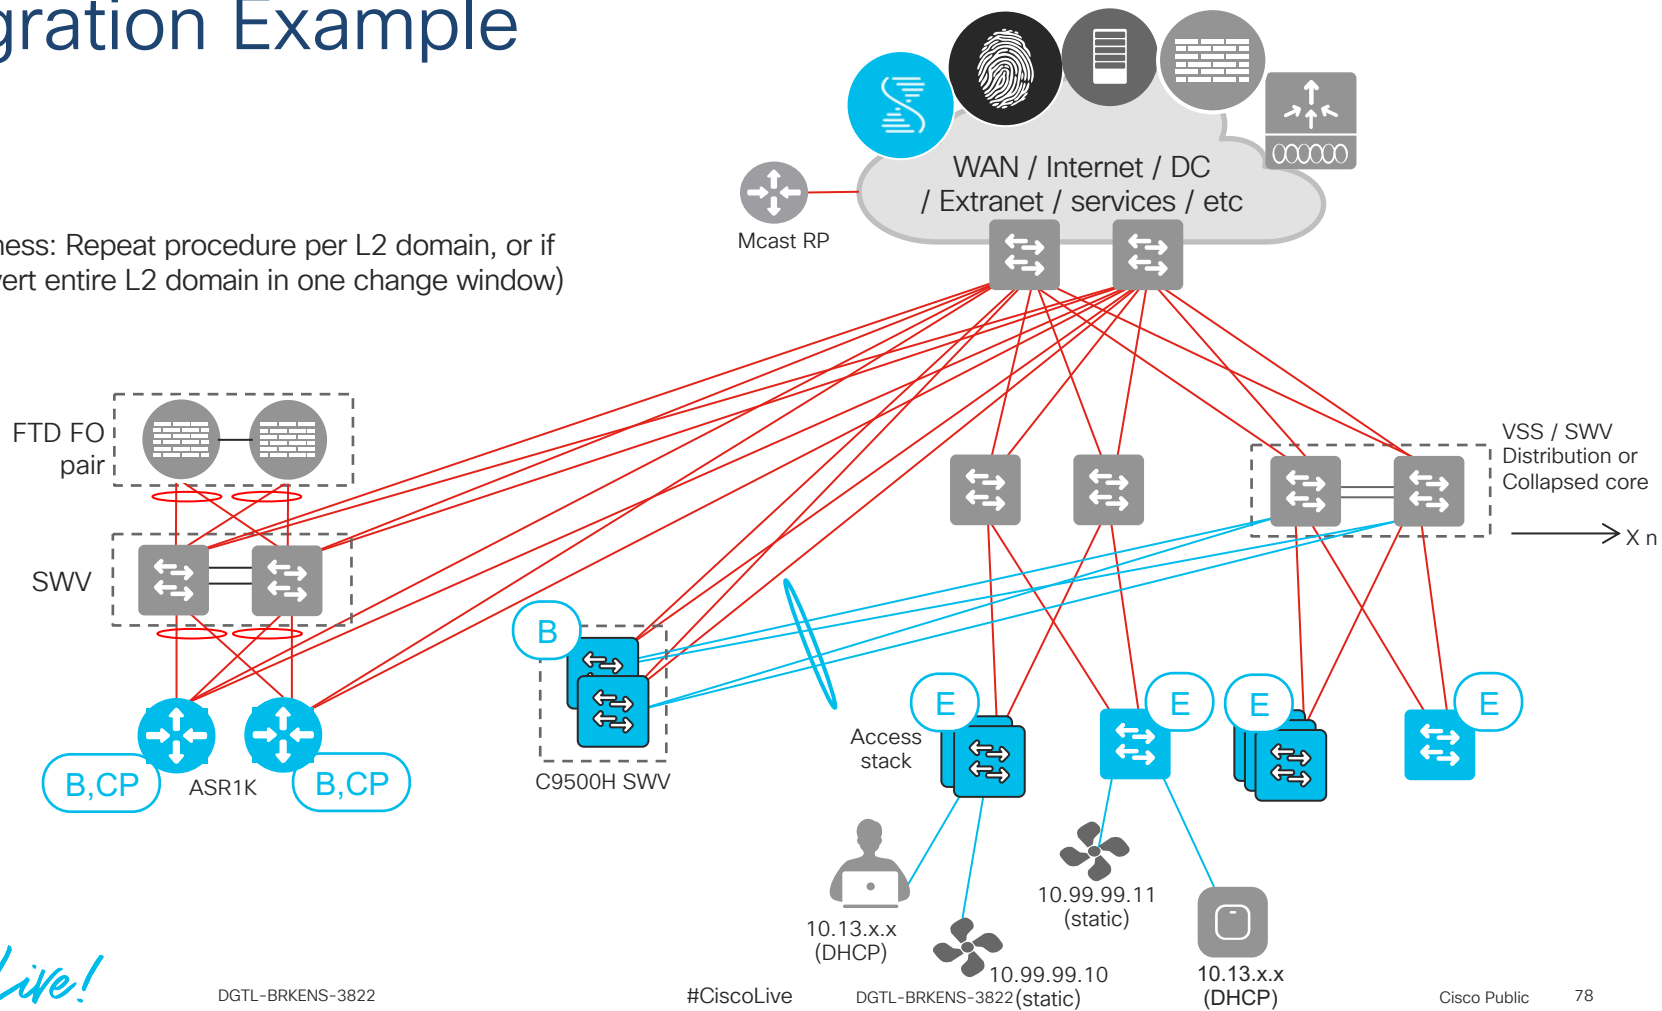 gration Example
WAN / Internet / DC
/ Extranet / services / etc
Mcast RP
ness: Repeat procedure per L2 domain, or if
vert entire L2 domain in one change window)
FTD FO
pair
VSS / SWV
Distribution or
Collapsed core
X n
SWV
B
E
E
E
E
Access
stack
B,CP
ASR1K
B,CP
C9500H SWV
10.13.x.x
(DHCP)
10.99.99.10
(static)
10.99.99.11
(static)
10.13.x.x
(DHCP)
Live!
DGTL-BRKENS-3822
#CiscoLive
DGTL-BRKENS-3822
Cisco Public
78